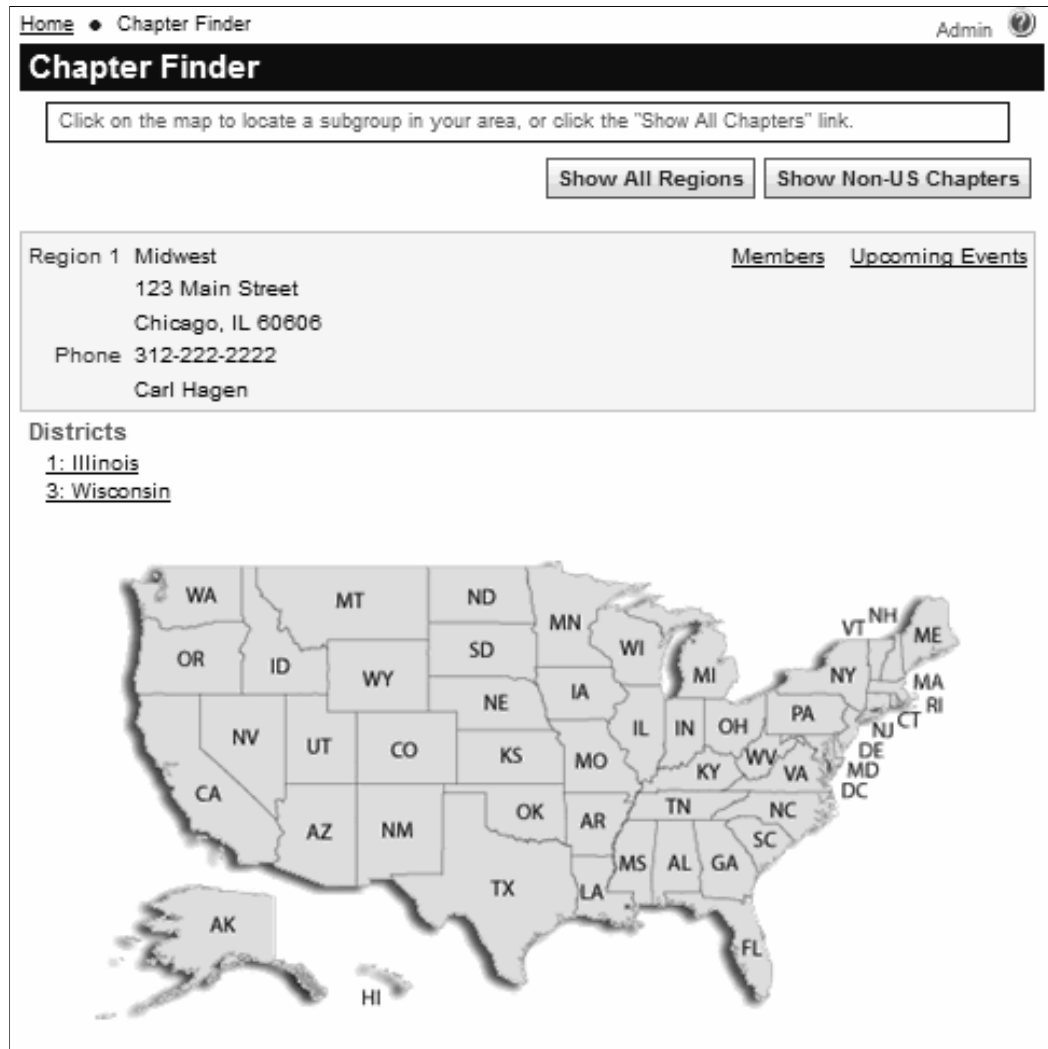 Home ● Chapter Finder
Admin ?
Chapter Finder
Click on the map to locate a subgroup in your area, or click the "Show All Chapters" link.
Show All Regions Show Non-US Chapters
Region 1 Midwest Members Upcoming Events
123 Main Street
Chicago, IL 60606
Phone 312-222-2222
Carl Hagen
Districts
1: Illinois
3: Wisconsin
WA MT ND MN VT NH ME
OR ID WY SD WI MI NY MA
NE IA RI
NV UT CO KS MO IL IN OH PA NJ CT
WV DE
CA KY VA MD
DC
AZ NM OK AR TN NC
SC
TX LA MS AL GA
AK FL
HI